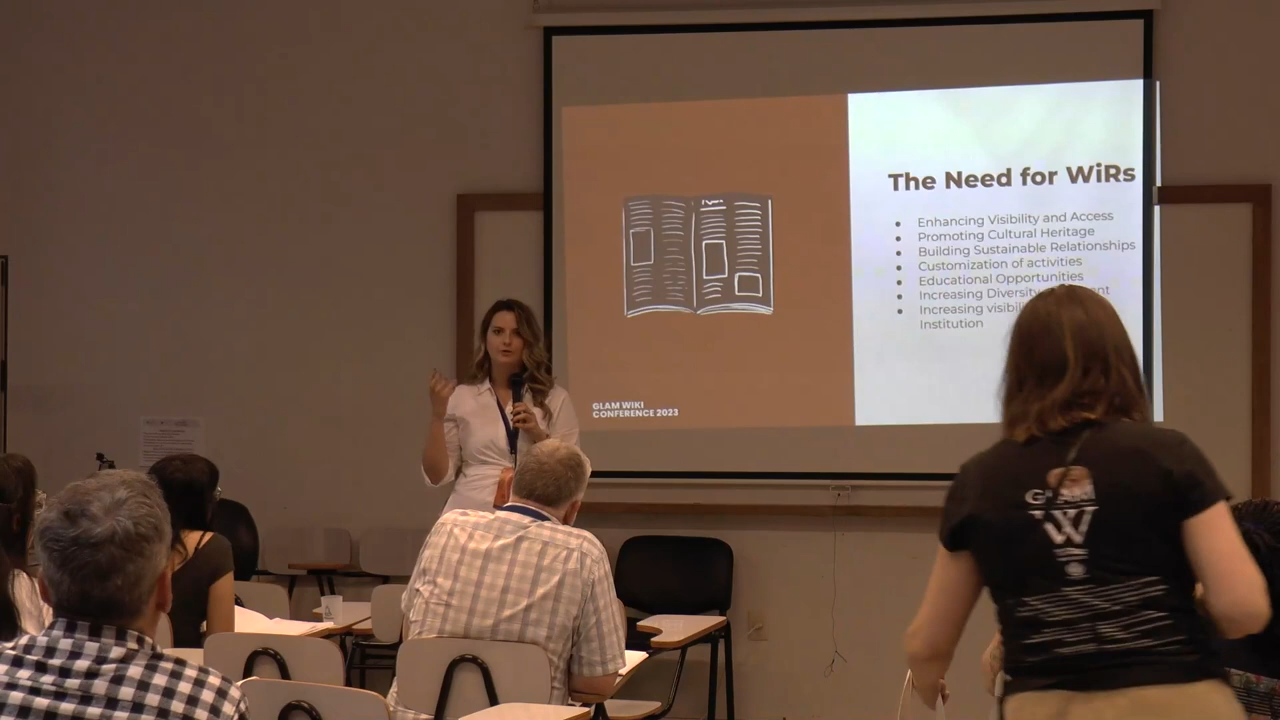 The Need for WiRs
Enhancing Visibility and Access
Promoting Cultural Heritage
Building Sustainable Relationships
Customization of activities
Educational Opportunities
Increasing Diversity
Increasing
Institution
GLAM WIKI
CONFERENCE 2023
W